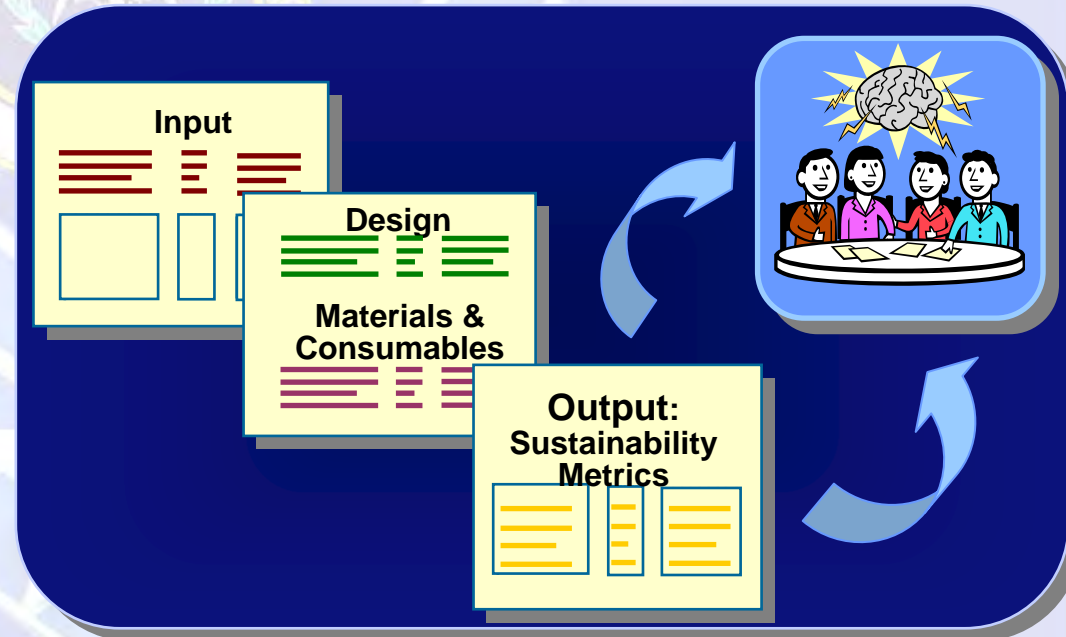 Input
Design
Materials &
Consumables
Output:
Sustainability
Metrics